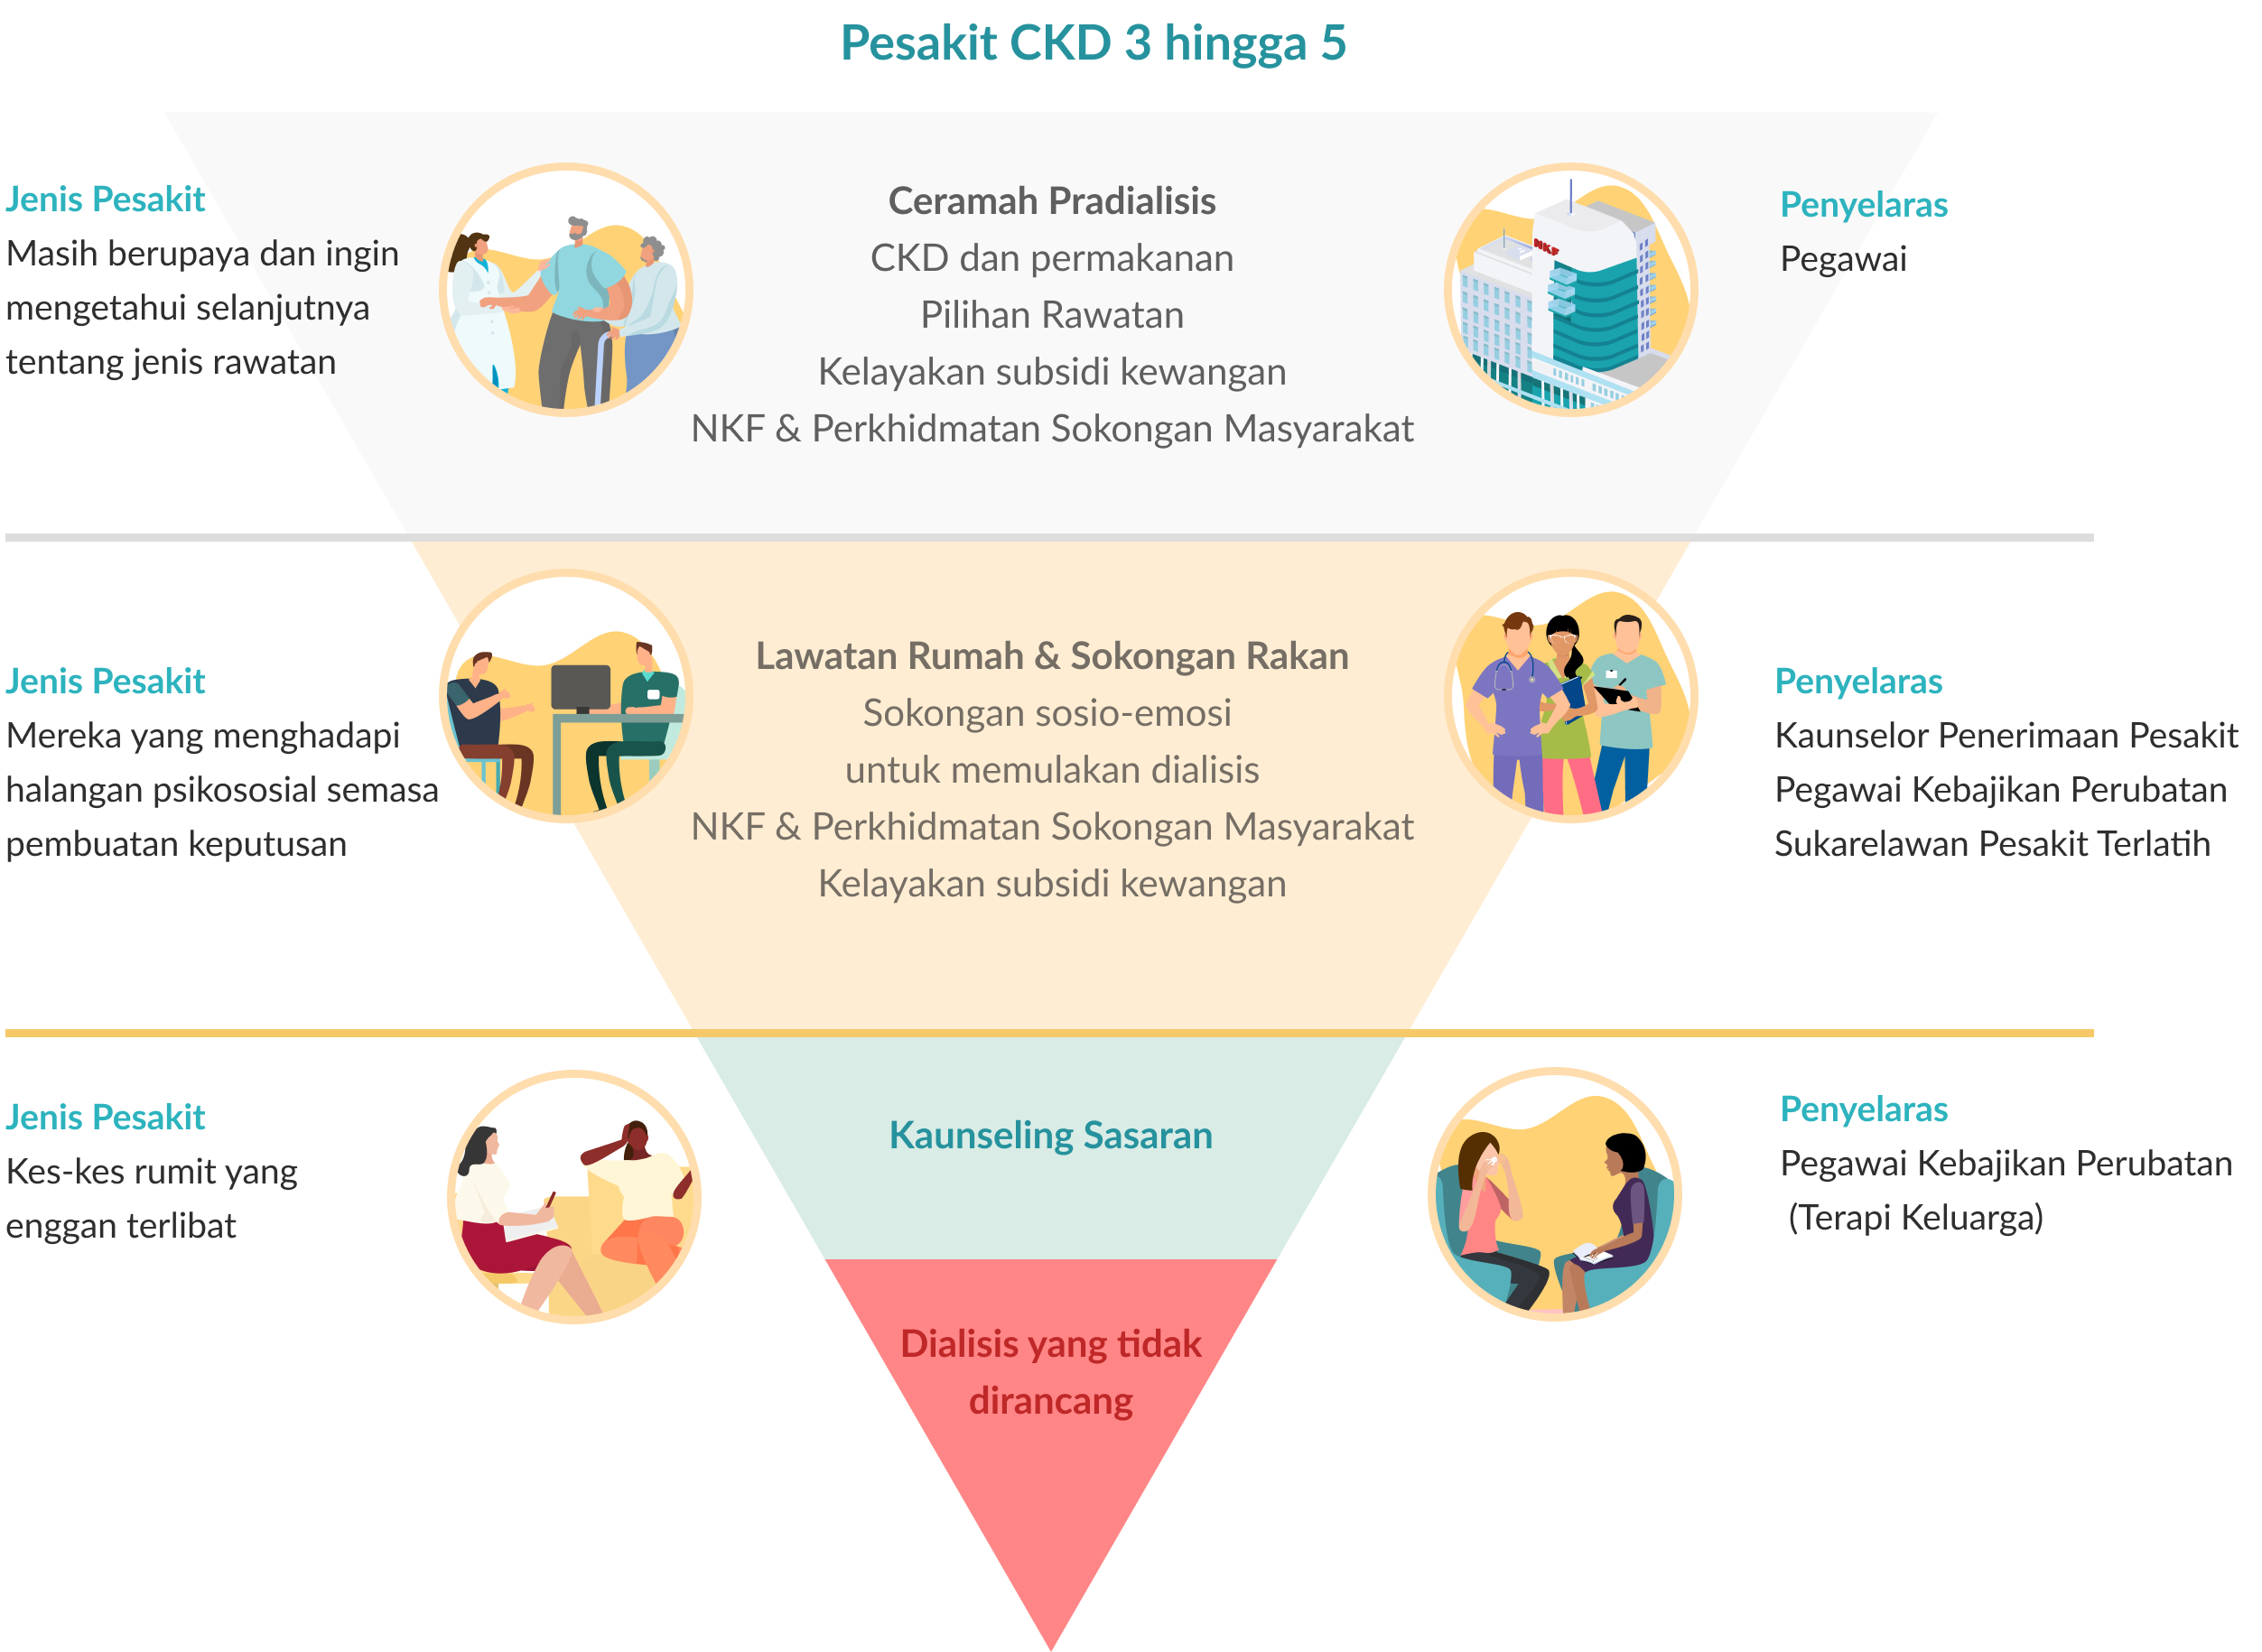 Pesakit CKD 3 hingga 5
Jenis Pesakit
Masih berupaya dan ingin
mengetahui selanjutnya
tentang jenis rawatan
Ceramah Pradialisis
CKD dan permakanan
Pilihan Rawatan
Kelayakan subsidi kewangan
NKF & Perkhidmatan Sokongan Masyarakat
NKF
Penyelaras
Pegawai
Jenis Pesakit
Mereka yang menghadapi
halangan psikososial semasa
pembuatan keputusan
Lawatan Rumah & Sokongan Rakan
Sokongan sosio-emosi
untuk memulakan dialisis
NKF & Perkhidmatan Sokongan Masyarakat
Kelayakan subsidi kewangan
Penyelaras
Kaunselor Penerimaan Pesakit
Pegawai Kebajikan Perubatan
Sukarelawan Pesakit Terlatih
Jenis Pesakit
Kes-kes rumit yang
enggan terlibat
Kaunseling Sasaran
Penyelaras
Pegawai Kebajikan Perubatan
(Terapi Keluarga)
Dialisis yang tidak
dirancang